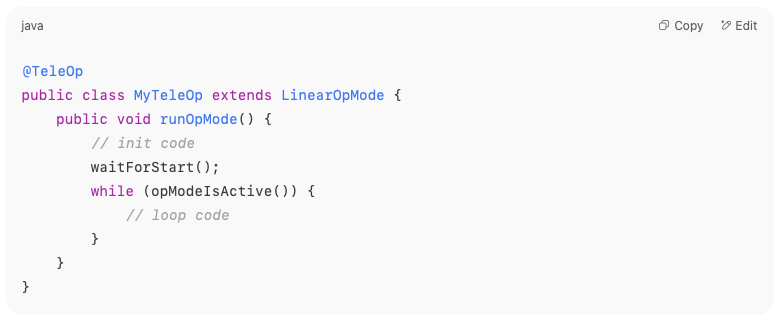 java
Copy
Edit
@TeleOp
public class MyTeleOp extends LinearOpMode {
    public void runOpMode() {
        // init code
        waitForStart();
        while (opModeIsActive()) {
            // loop code
        }
    }
}